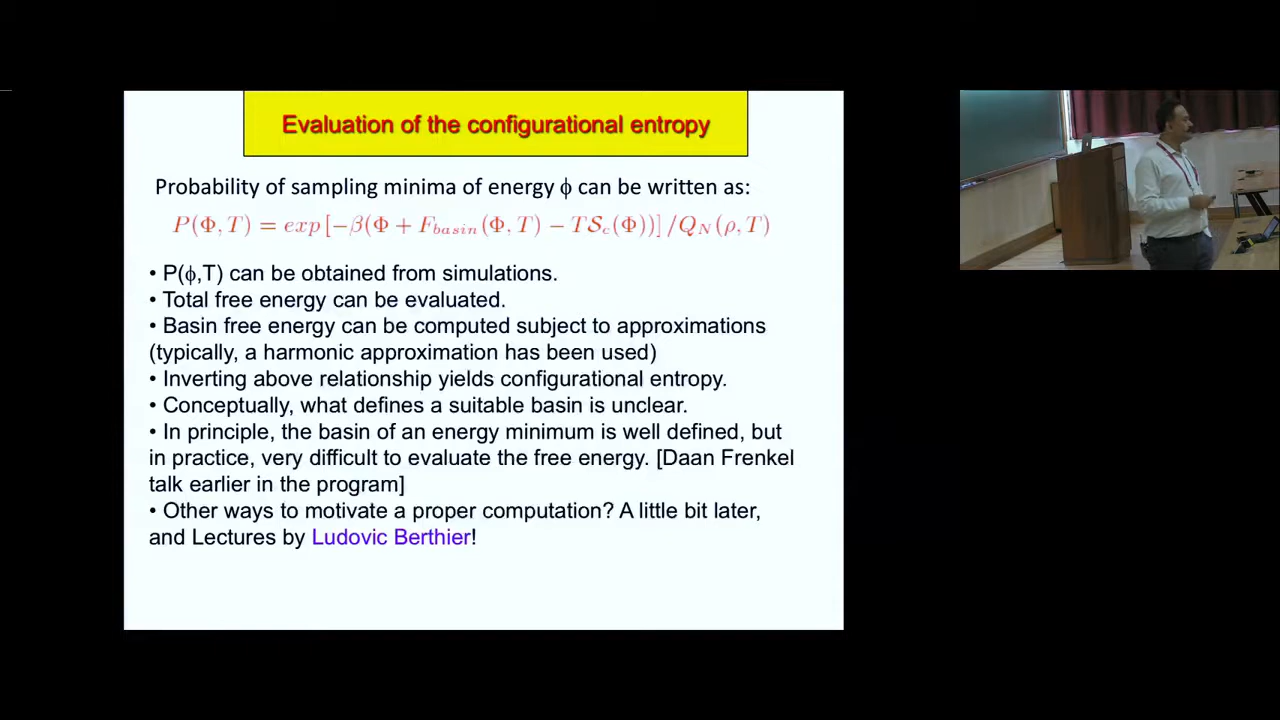 Evaluation of the configurational entropy
Probability of sampling minima of energy ϕ can be written as:
P(Φ, T) = exp [−β(Φ + F_basin(Φ, T) − TS_c(Φ))] /Q_N(ρ, T)
• P(ϕ,T) can be obtained from simulations.
• Total free energy can be evaluated.
• Basin free energy can be computed subject to approximations
(typically, a harmonic approximation has been used)
• Inverting above relationship yields configurational entropy.
• Conceptually, what defines a suitable basin is unclear.
• In principle, the basin of an energy minimum is well defined, but
in practice, very difficult to evaluate the free energy. [Daan Frenkel
talk earlier in the program]
• Other ways to motivate a proper computation? A little bit later,
and Lectures by Ludovic Berthier!